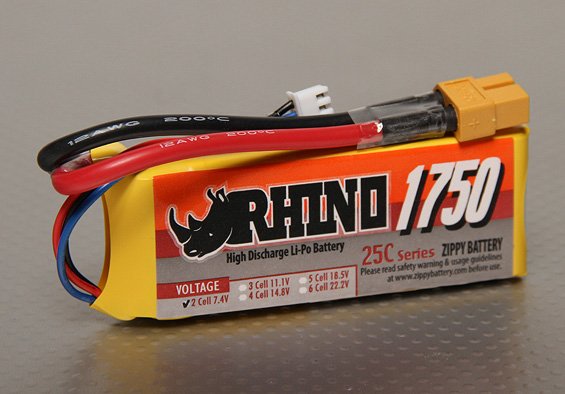 12AWG 200°C
12AWG 200°C
RHINO 1750
High Discharge Li-Po Battery
25C Series ZIPPY BATTERY
Please read safety warning & usage guidelines
at www.zippybattery.com before use.
VOLTAGE
✓2 Cell 7.4V
3 Cell 11.1V
4 Cell 14.8V
5 Cell 18.5V
6 Cell 22.2V